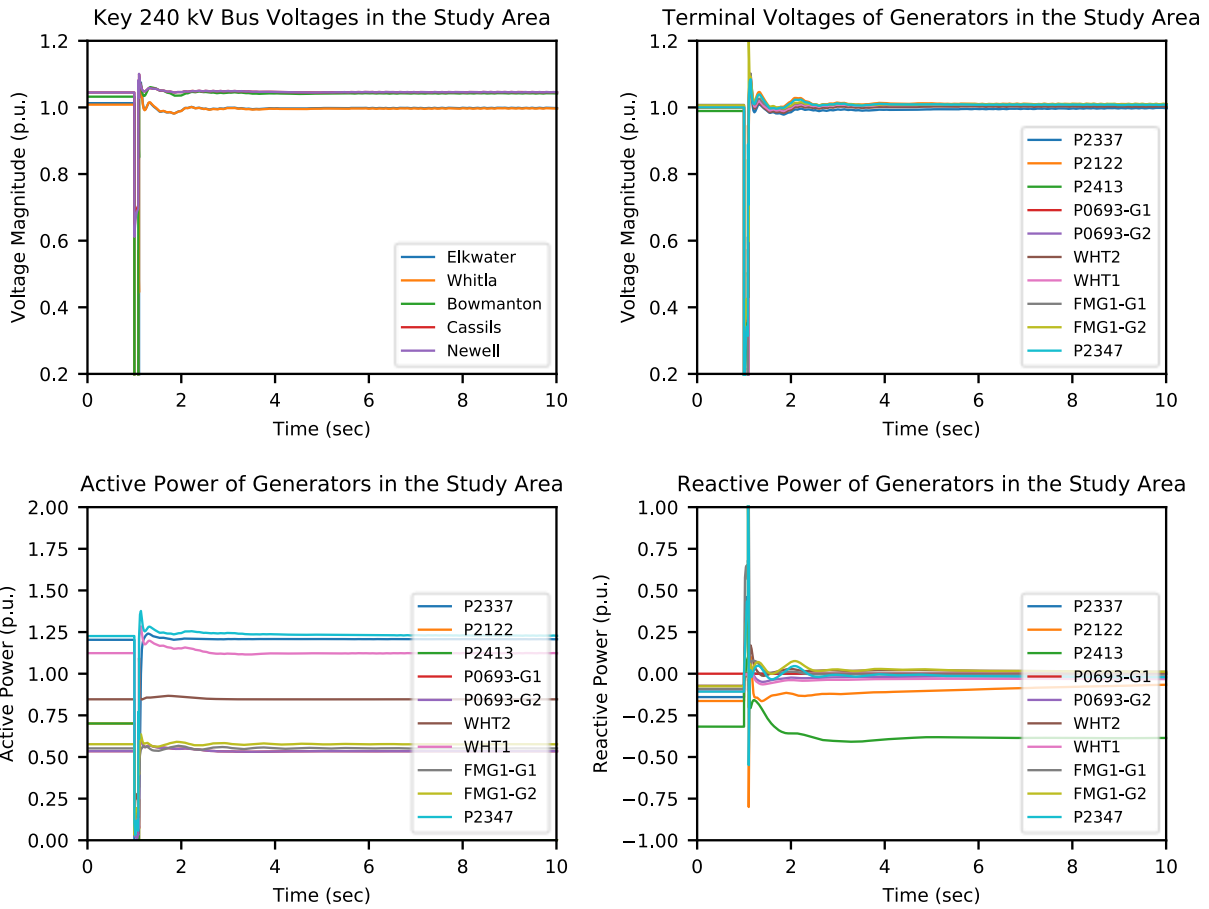 Key 240 kV Bus Voltages in the Study Area
Voltage Magnitude (p.u.)
1.2
1.0
0.8
0.6
0.4
0.2
0 2 4 6 8 10
Time (sec)
Elkwater
Whitla
Bowmanton
Cassils
Newell
Terminal Voltages of Generators in the Study Area
Voltage Magnitude (p.u.)
1.2
1.0
0.8
0.6
0.4
0.2
0 2 4 6 8 10
Time (sec)
P2337
P2122
P2413
P0693-G1
P0693-G2
WHT2
WHT1
FMG1-G1
FMG1-G2
P2347
Active Power of Generators in the Study Area
Active Power (p.u.)
2.00
1.75
1.50
1.25
1.00
0.75
0.50
0.25
0.00
0 2 4 6 8 10
Time (sec)
P2337
P2122
P2413
P0693-G1
P0693-G2
WHT2
WHT1
FMG1-G1
FMG1-G2
P2347
Reactive Power of Generators in the Study Area
Reactive Power (p.u.)
1.00
0.75
0.50
0.25
0.00
−0.25
−0.50
−0.75
−1.00
0 2 4 6 8 10
Time (sec)
P2337
P2122
P2413
P0693-G1
P0693-G2
WHT2
WHT1
FMG1-G1
FMG1-G2
P2347